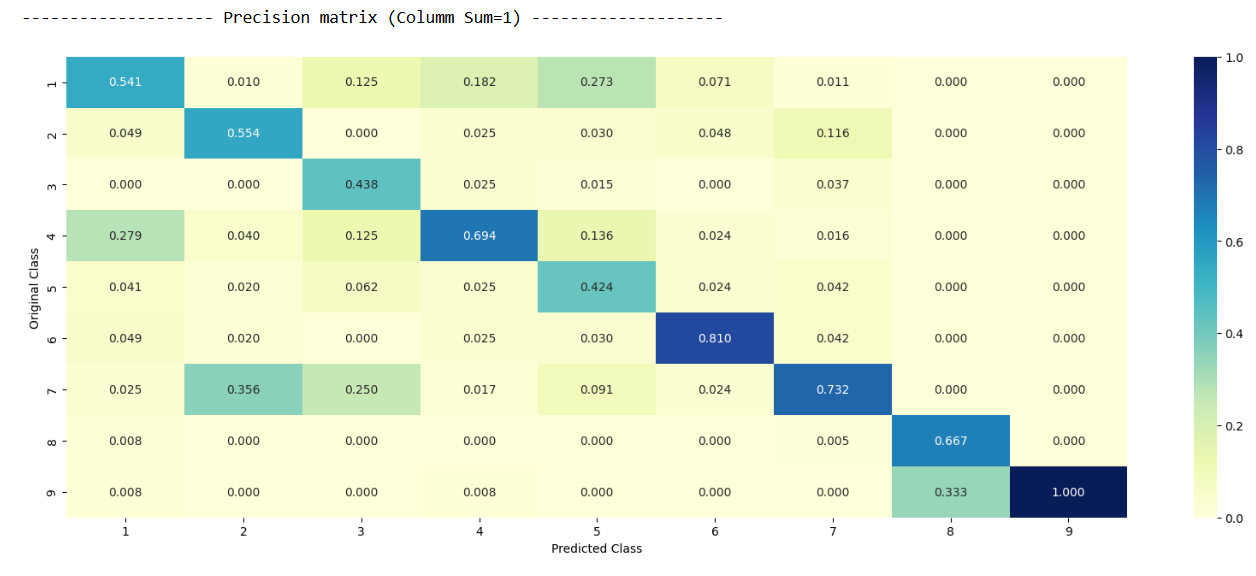 -------------------- Precision matrix (Columm Sum=1) --------------------
1 0.541 0.010 0.125 0.182 0.273 0.071 0.011 0.000 0.000
2 0.049 0.554 0.000 0.025 0.030 0.048 0.116 0.000 0.000
3 0.000 0.000 0.438 0.025 0.015 0.000 0.037 0.000 0.000
4 0.279 0.040 0.125 0.694 0.136 0.024 0.016 0.000 0.000
5 0.041 0.020 0.062 0.025 0.424 0.024 0.042 0.000 0.000
6 0.049 0.020 0.000 0.025 0.030 0.810 0.042 0.000 0.000
7 0.025 0.356 0.250 0.017 0.091 0.024 0.732 0.000 0.000
8 0.008 0.000 0.000 0.000 0.000 0.000 0.005 0.667 0.000
9 0.008 0.000 0.000 0.008 0.000 0.000 0.000 0.333 1.000
1 2 3 4 5 6 7 8 9
Predicted Class
Original Class
1.0
0.8
0.6
0.4
0.2
0.0